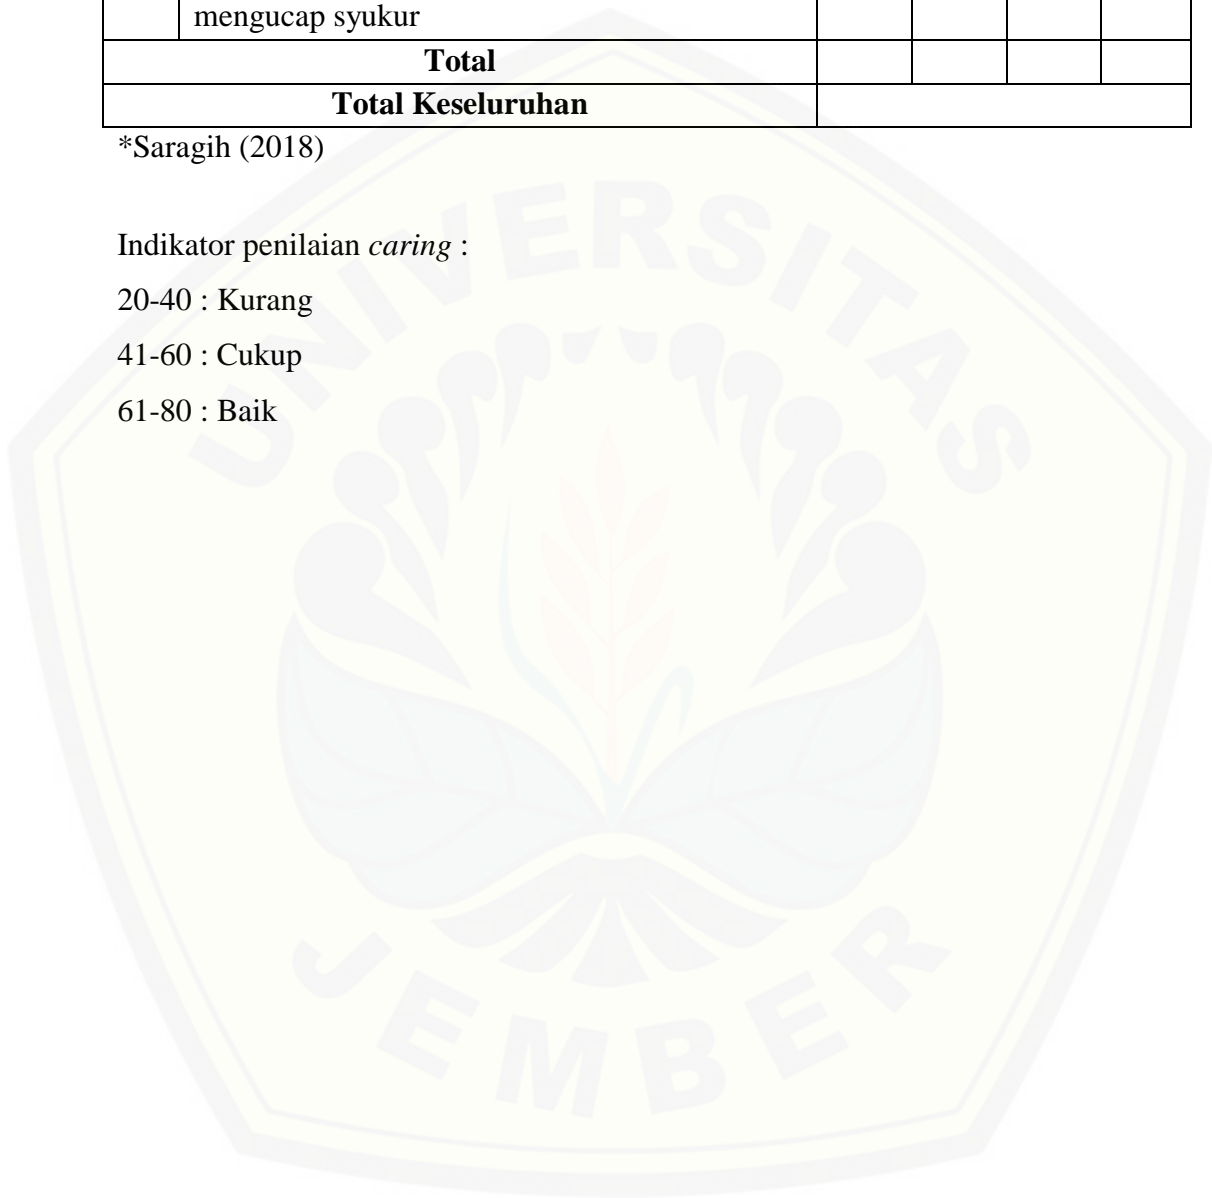 mengucap syukur
Total
Total Keseluruhan
*Saragih (2018)
Indikator penilaian caring :
20-40 : Kurang
41-60 : Cukup
61-80 : Baik
UNIVERSITAS
JEMBER